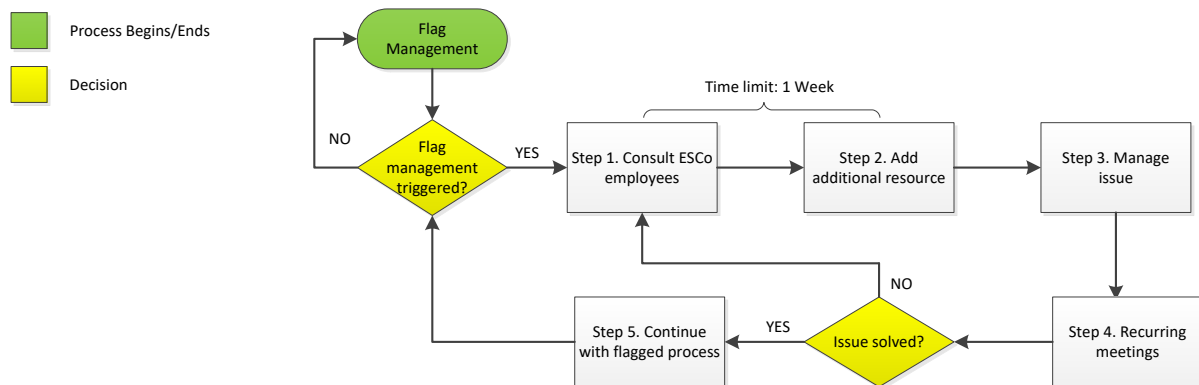 Process Begins/Ends
Decision
Flag
Management
Time limit: 1 Week
NO
Flag
management
triggered?
YES
Step 1. Consult ESCo
employees
Step 2. Add
additional resource
Step 3. Manage
issue
NO
Step 5. Continue
with flagged process
YES
Issue solved?
Step 4. Recurring
meetings